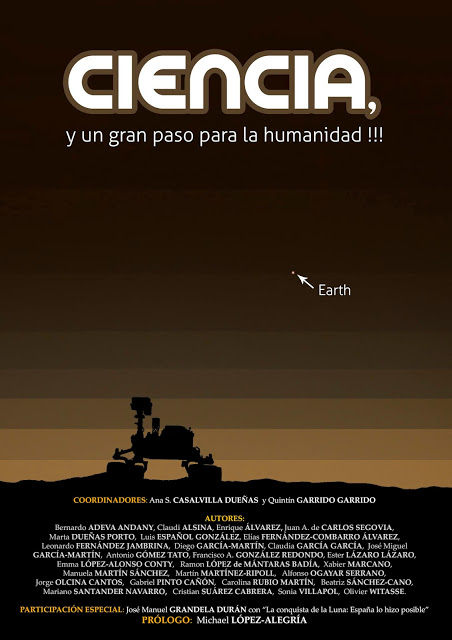 CIENCIA,
y un gran paso para la humanidad !!!
Earth
COORDINADORES: Ana S. CASALVILLA DUEÑAS y Quintín GARRIDO GARRIDO
AUTORES:
Bernardo ADEVA ANDANY, Claudi ALSINA, Enrique ÁLVAREZ, Juan A. de CARLOS SEGOVIA,
Marta DUEÑAS PORTO, Luis ESPAÑOL GONZÁLEZ, Elías FERNÁNDEZ-COMBARRO ÁLVAREZ,
Leonardo FERNÁNDEZ JAMBRINA, Diego GARCÍA-MARTÍN, Claudia GARCÍA GARCÍA, José Miguel
GARCÍA-MARTÍN, Antonio GÓMEZ TATO, Francisco A. GONZÁLEZ REDONDO, Ester LÁZARO LÁZARO,
Emma LÓPEZ-ALONSO CONTY, Ramon LÓPEZ de MÁNTARAS BADÍA, Xabier MARCANO,
Manuela MARTÍN SÁNCHEZ, Martín MARTÍNEZ-RIPOLL, Alfonso OGAYAR SERRANO,
Jorge OLCINA CANTOS, Gabriel PINTO CAÑÓN, Carolina RUBIO MARTÍN, Beatriz SÁNCHEZ-CANO,
Mariano SANTANDER NAVARRO, Cristian SUÁREZ CABRERA, Sonia VILLAPOL, Olivier WITASSE.
PARTICIPACIÓN ESPECIAL: José Manuel GRANDELA DURÁN con "La conquista de la Luna: España lo hizo posible"
PRÓLOGO: Michael LÓPEZ-ALEGRÍA